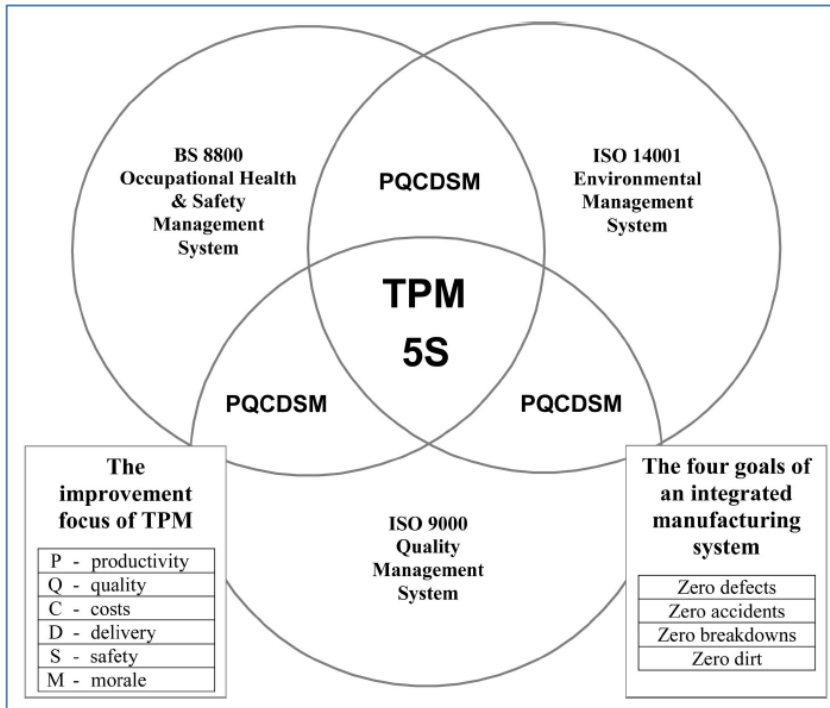 BS 8800
Occupational Health
& Safety
Management
System
PQCDSM
ISO 14001
Environmental
Management
System
TPM
5S
PQCDSM
PQCDSM
The
improvement
focus of TPM
P - productivity
Q - quality
C - costs
D - delivery
S - safety
M - morale
ISO 9000
Quality
Management
System
The four goals of
an integrated
manufacturing
system
Zero defects
Zero accidents
Zero breakdowns
Zero dirt